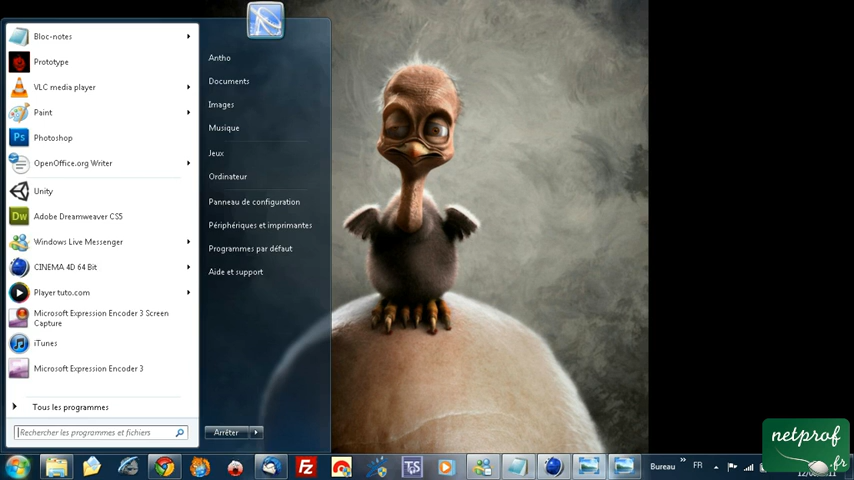 Bloc-notes
Prototype
VLC media player
Paint
Photoshop
Ps
OpenOffice.org Writer
Unity
Dw
Adobe Dreamweaver CS5
Windows Live Messenger
CINEMA 4D 64 Bit
Player tuto.com
Microsoft Expression Encoder 3 Screen
Capture
iTunes
Microsoft Expression Encoder 3
Tous les programmes
Rechercher les programmes et fichiers
Antho
Documents
Images
Musique
Jeux
Ordinateur
Panneau de configuration
Périphériques et imprimantes
Programmes par défaut
Aide et support
Arrêter
Fz
Bureau
»
FR
netprof
.fr